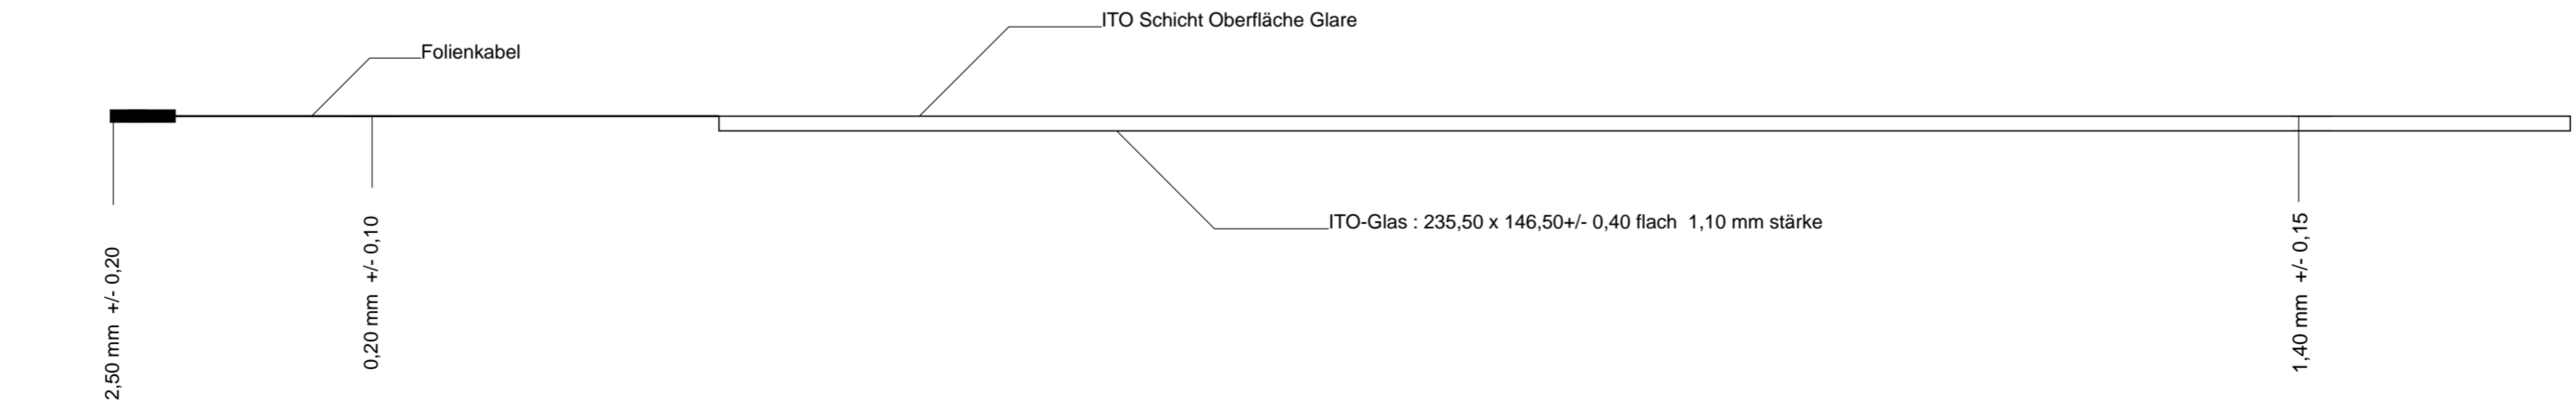 ITO Schicht Oberfläche Glare
Folienkabel
ITO-Glas : 235,50 x 146,50+/- 0,40 flach  1,10 mm stärke
2,50 mm  +/- 0,20
0,20 mm  +/- 0,10
1,40 mm  +/- 0,15